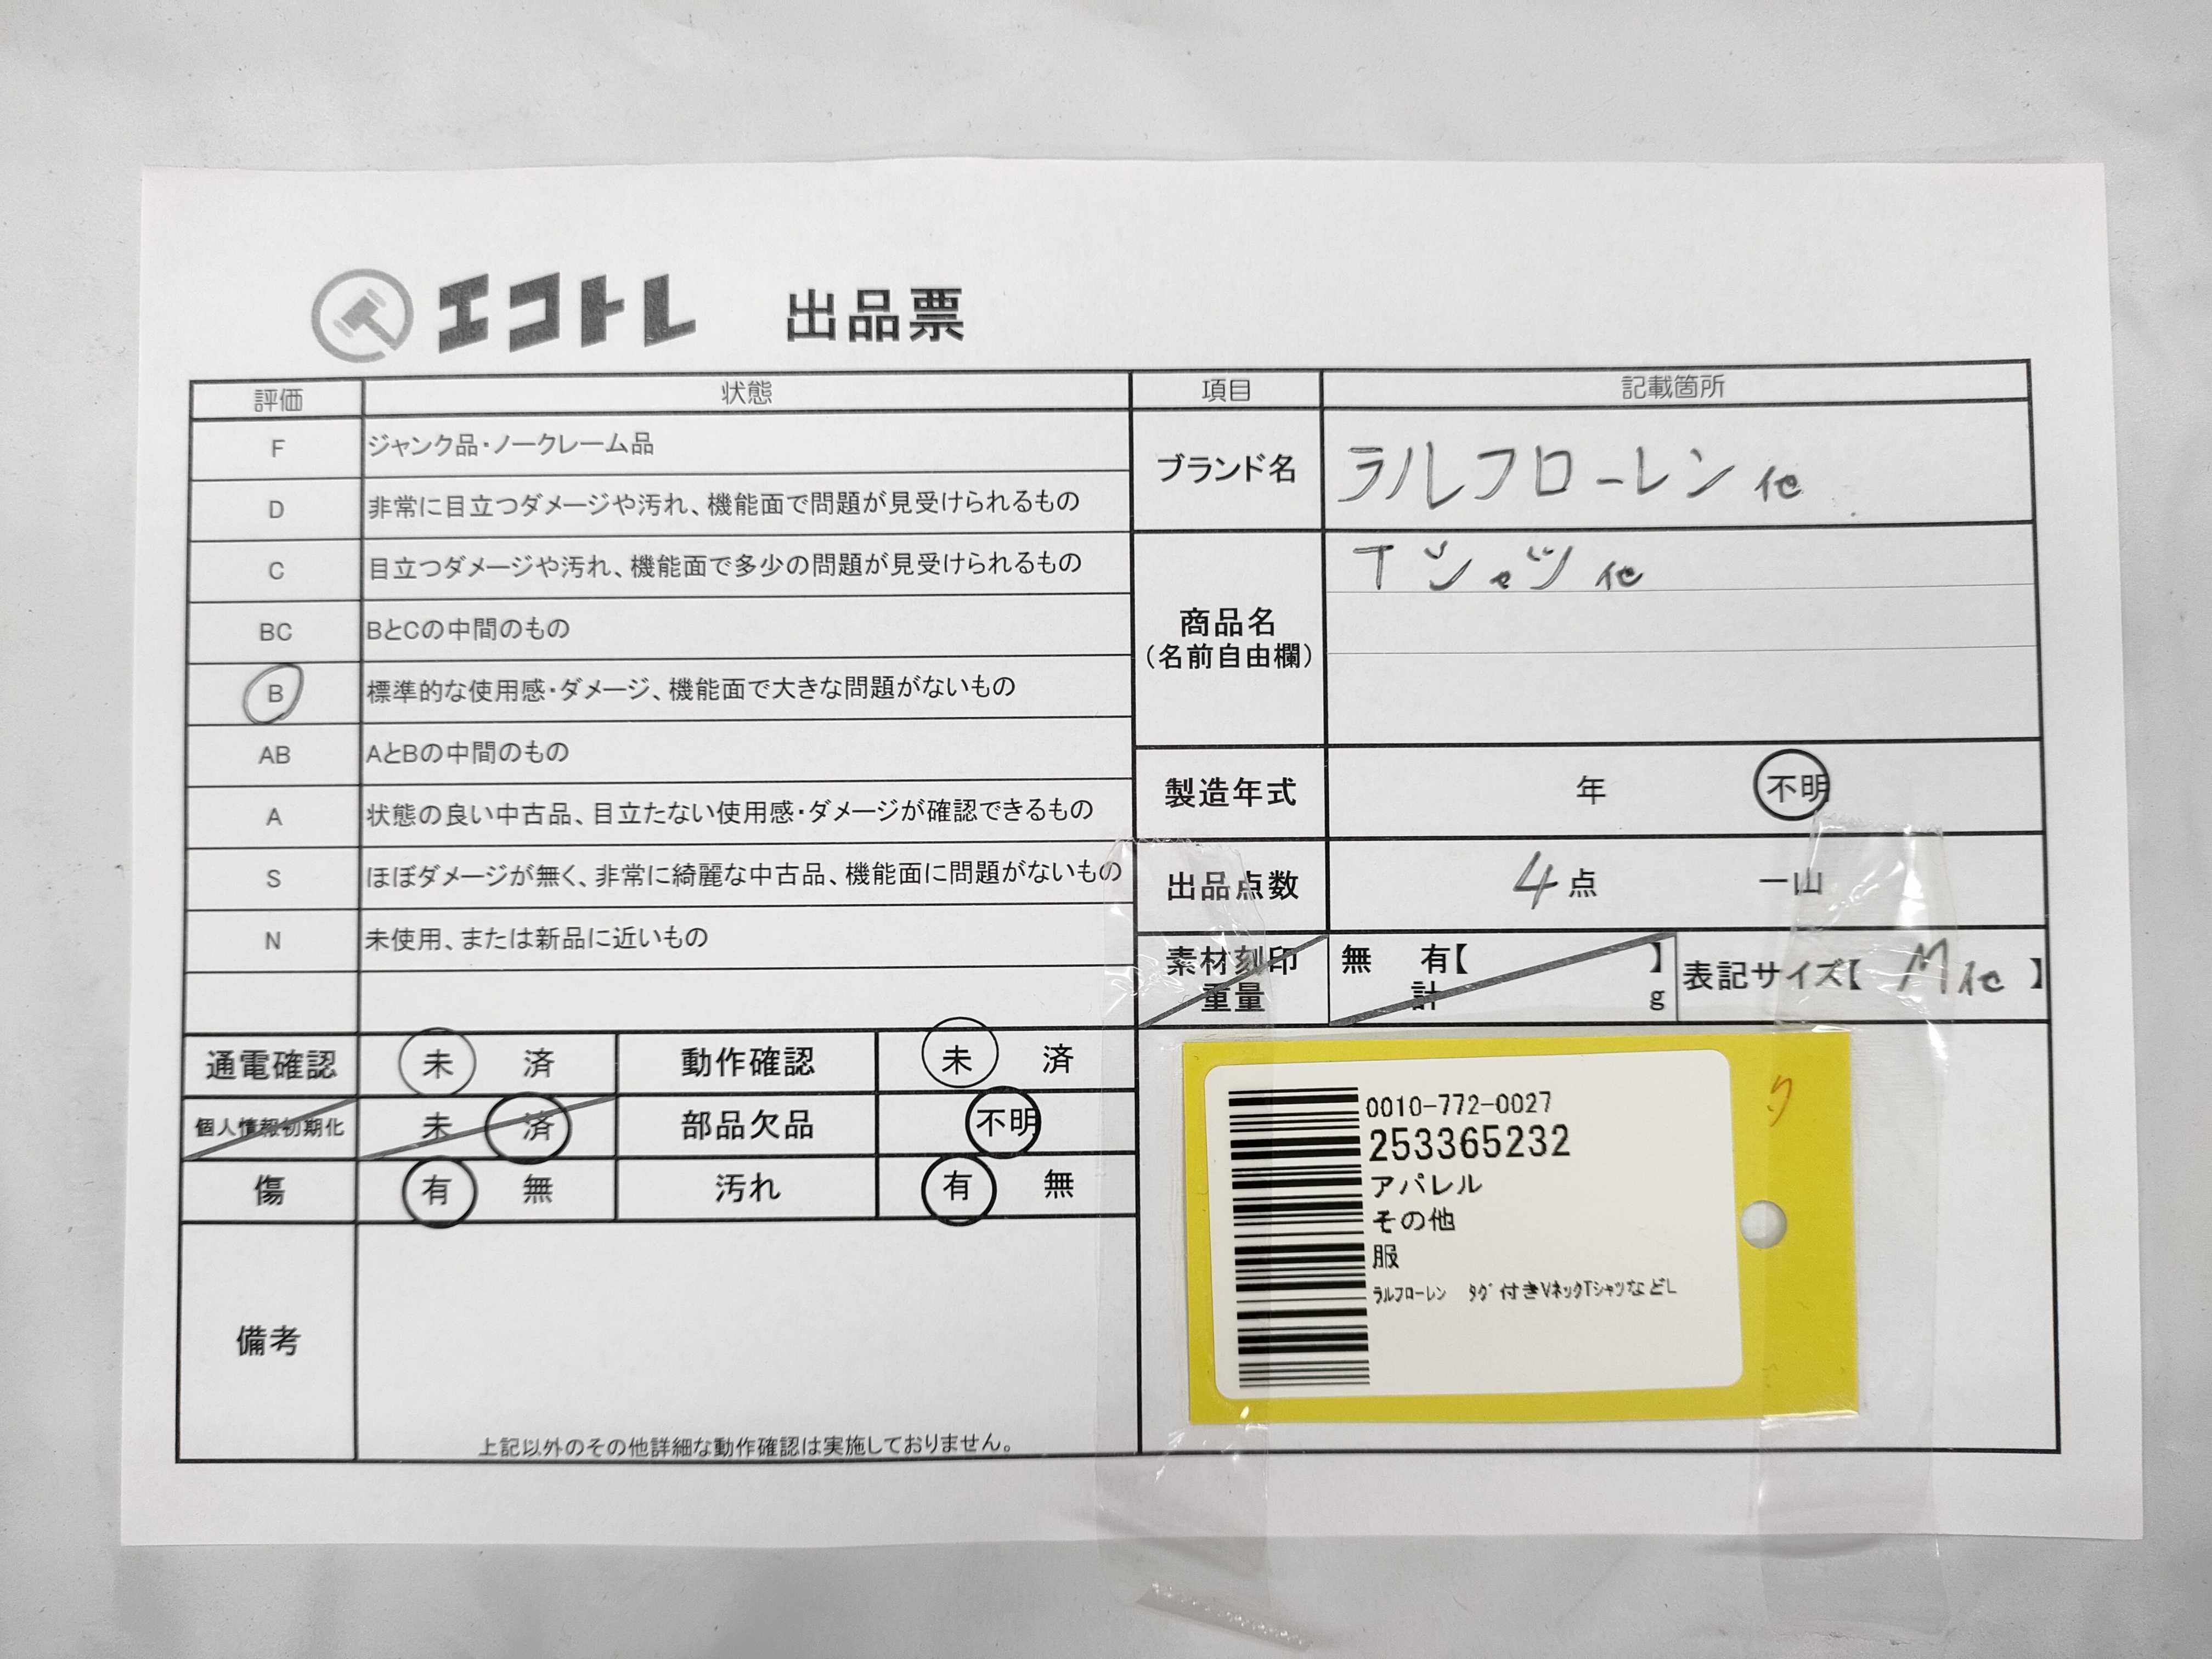 エコトレ 出品票
評価 状態
F ジャンク品・ノークレーム品
D 非常に目立つダメージや汚れ、機能面で問題が見受けられるもの
C 目立つダメージや汚れ、機能面で多少の問題が見受けられるもの
BC BとCの中間のもの
B 標準的な使用感・ダメージ、機能面で大きな問題がないもの
AB AとBの中間のもの
A 状態の良い中古品、目立たない使用感・ダメージが確認できるもの
S ほぼダメージが無く、非常に綺麗な中古品、機能面に問題がないもの
N 未使用、または新品に近いもの
通電確認 未 済 動作確認 未 済
個人情報初期化 未 済 部品欠品 不明
傷 有 無 汚れ 有 無
備考
上記以外のその他詳細な動作確認は実施しておりません。
項目 記載箇所
ブランド名 ラルフローレン 他
商品名 Tシャツ 他
(名前自由欄)
製造年式 年 不明
出品点数 4点 一山
素材刻印 無 有【 】 表記サイズ【 M他 】
重量 計 g
0010-772-0027
253365232
アパレル
その他
服
ラルフローレン タグ付きVネックTシャツなどL